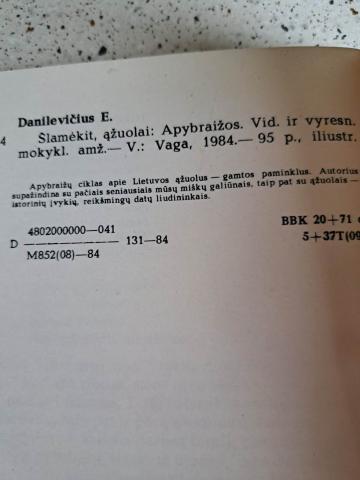 Danilevičius E.
4 Šlamėkit, ąžuolai: Apybraižos. Vid. ir vyresn.
mokykl. amž.— V.: Vaga, 1984.— 95 p., iliustr.
Apybraižų ciklas apie Lietuvos ąžuolus — gamtos paminklus. Autorius
supažindina su pačiais seniausiais mūsų miškų galiūnais, taip pat su ąžuolais —
istorinių įvykių, reikšmingų datų liudininkais.
4802000000—041
D 131—84
M852(08)—84
BBK 20+71
5+37T(09